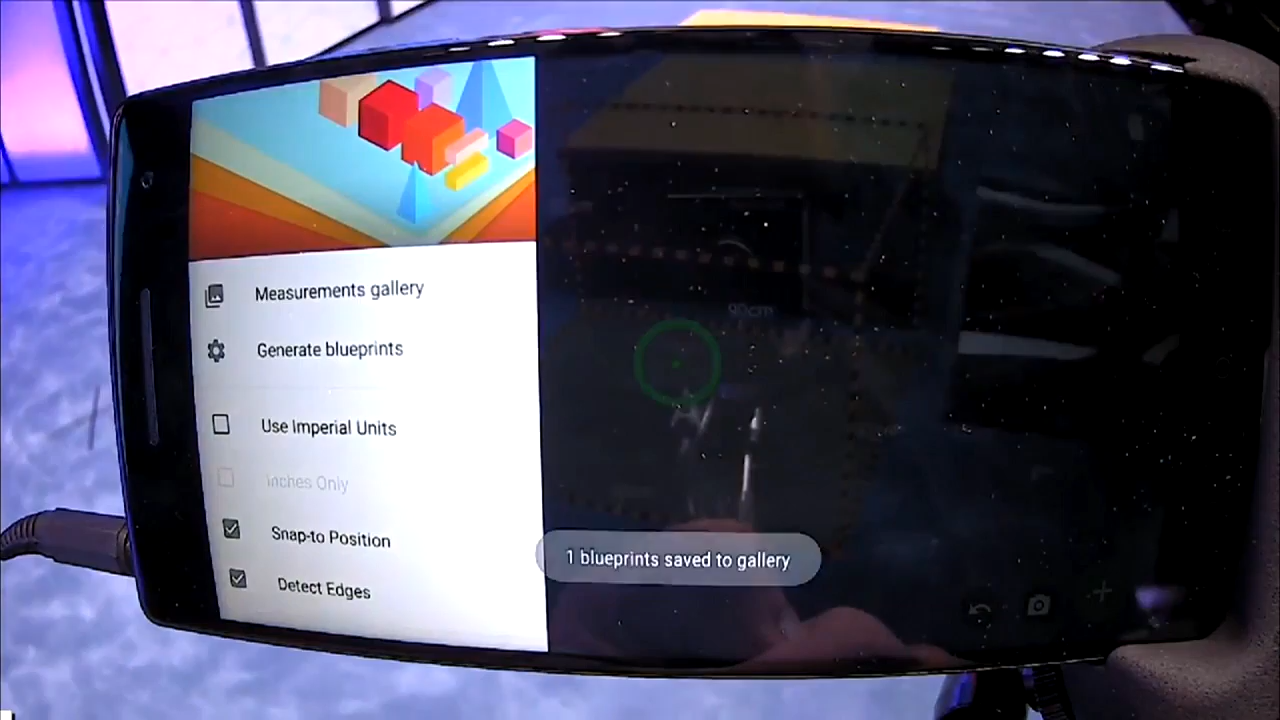 Measurements gallery
Generate blueprints
Use Imperial Units
Inches Only
Snap-to Position
Detect Edges
90cm
1 blueprints saved to gallery